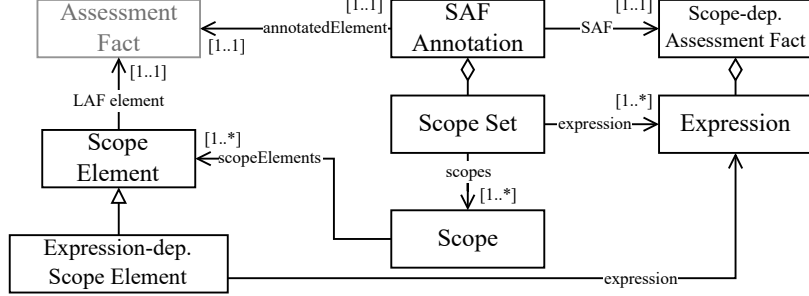 Assessment
Fact
[1..1]
annotatedElement
[1..1]
SAF
Annotation
SAF
[1..1]
Scope-dep.
Assessment Fact
[1..1]
LAF element
Scope Set
expression
[1..*]
Expression
Scope
Element
[1..*]
scopeElements
scopes
[1..*]
Scope
Expression-dep.
Scope Element
expression